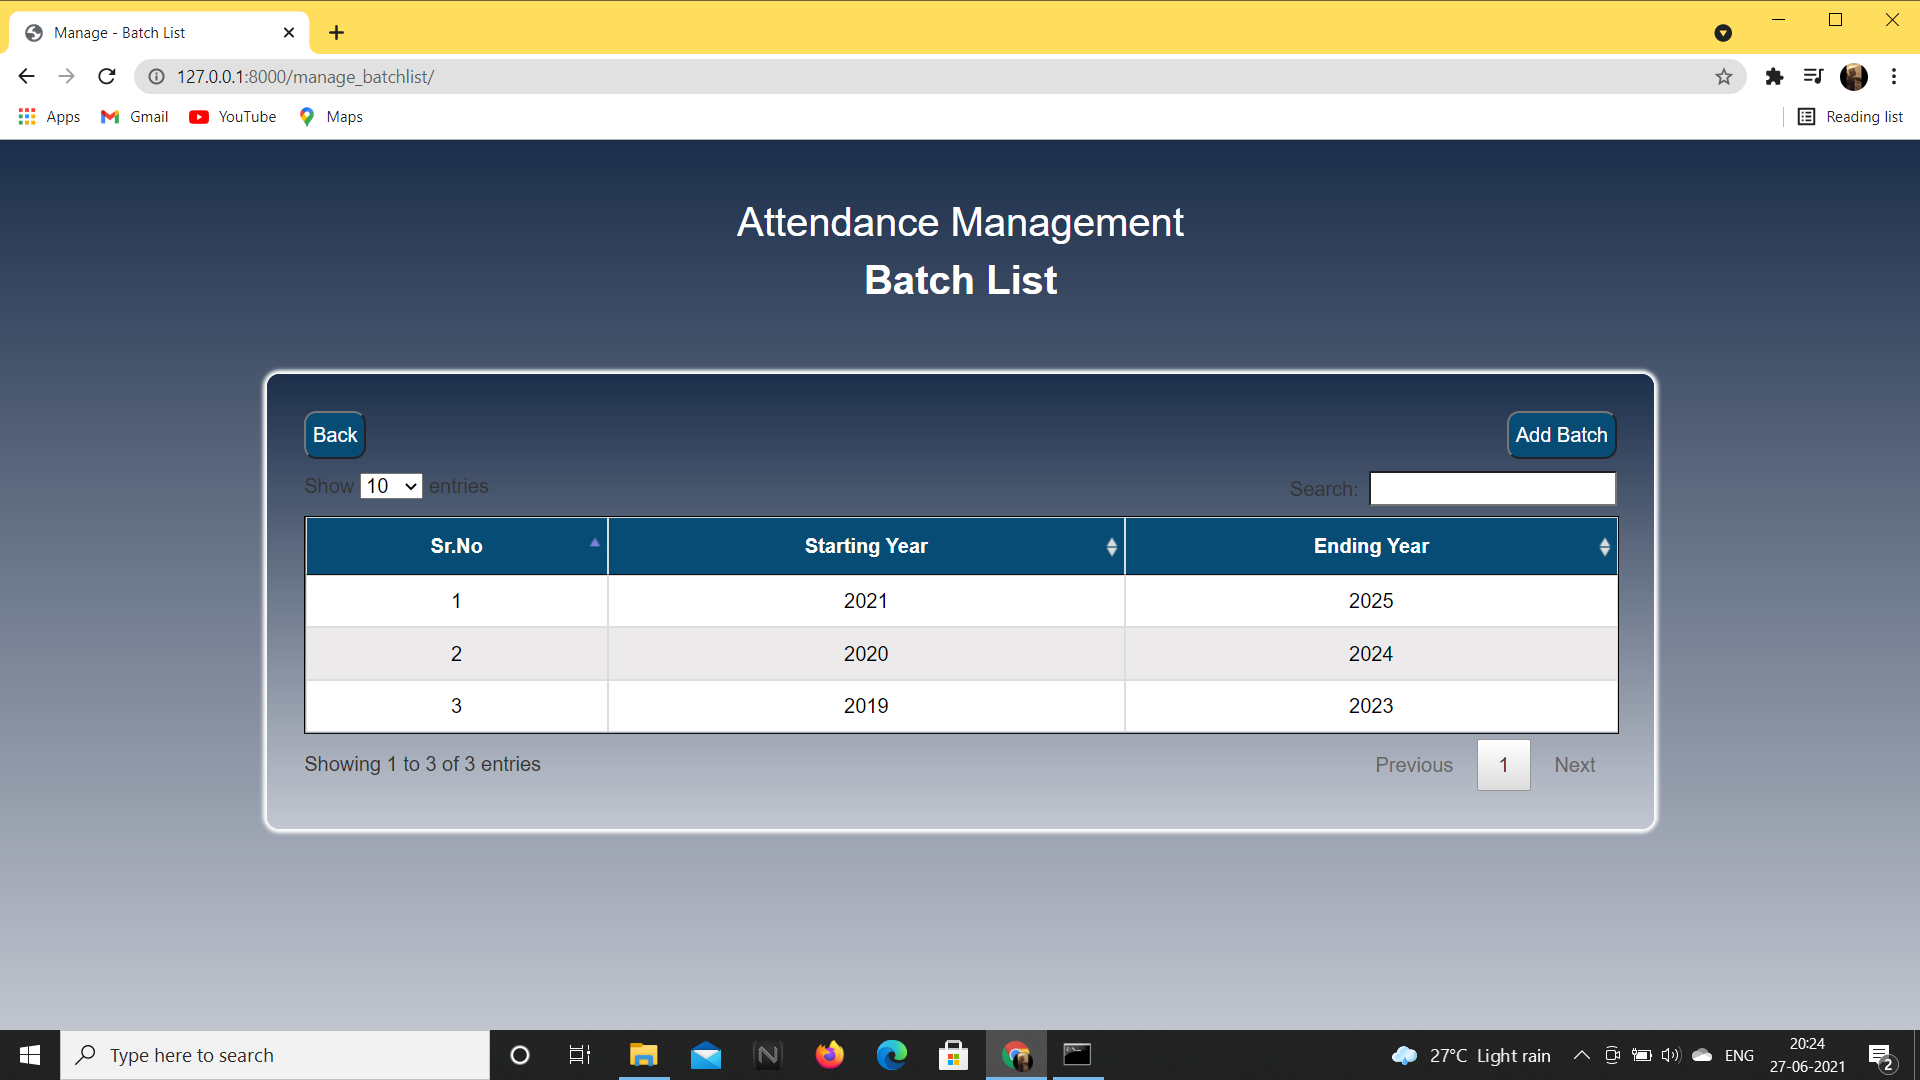 Manage - Batch List
127.0.0.1:8000/manage_batchlist/
Apps Gmail YouTube Maps Reading list
Attendance Management
Batch List
Back Add Batch
Show 10 entries Search:
Sr.No Starting Year Ending Year
1 2021 2025
2 2020 2024
3 2019 2023
Showing 1 to 3 of 3 entries Previous 1 Next
Type here to search N 27°C Light rain ENG 20:24
27-06-2021 2